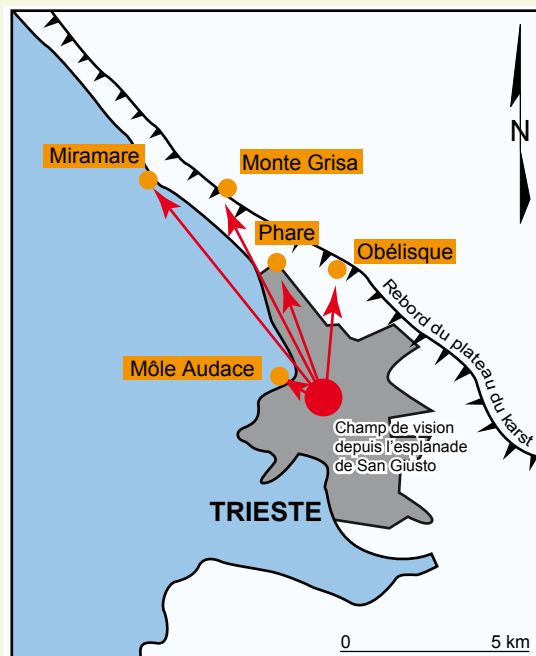 N
Miramare
Monte Grisa
Phare
Obélisque
Rebord du plateau du karst
Môle Audace
Champ de vision
depuis l'esplanade
de San Giusto
TRIESTE
0 5 km